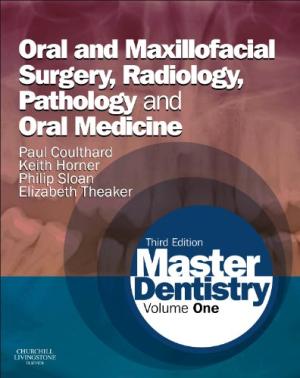 Oral and Maxillofacial
Surgery, Radiology,
Pathology and
Oral Medicine
Paul Coulthard
Keith Horner
Philip Sloan
Elizabeth Theaker
Third Edition
Master
Dentistry
Volume One
CHURCHILL
LIVINGSTONE
ELSEVIER